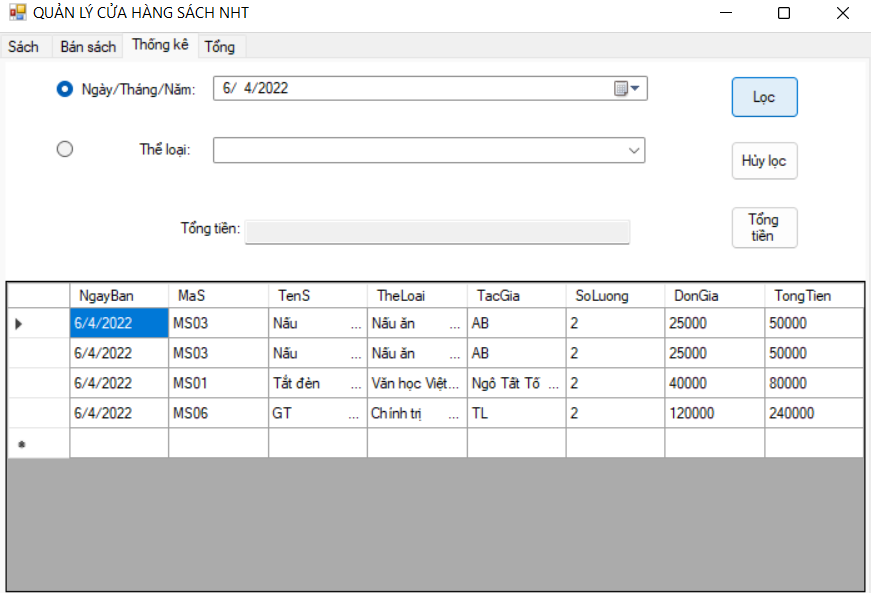 QUẢN LÝ CỬA HÀNG SÁCH NHT
Sách Bán sách Thống kê Tổng
Ngày/Tháng/Năm: 6/ 4/2022 Lọc
Thể loại: Hủy lọc
Tổng tiền: Tổng
tiền
NgayBan MaS TenS TheLoai TacGia SoLuong DonGia TongTien
6/4/2022 MS03 Nấu ... Nấu ăn ... AB 2 25000 50000
6/4/2022 MS03 Nấu ... Nấu ăn ... AB 2 25000 50000
6/4/2022 MS01 Tắt đèn ... Văn học Việt... Ngô Tất Tố ... 2 40000 80000
6/4/2022 MS06 GT ... Chính trị ... TL 2 120000 240000